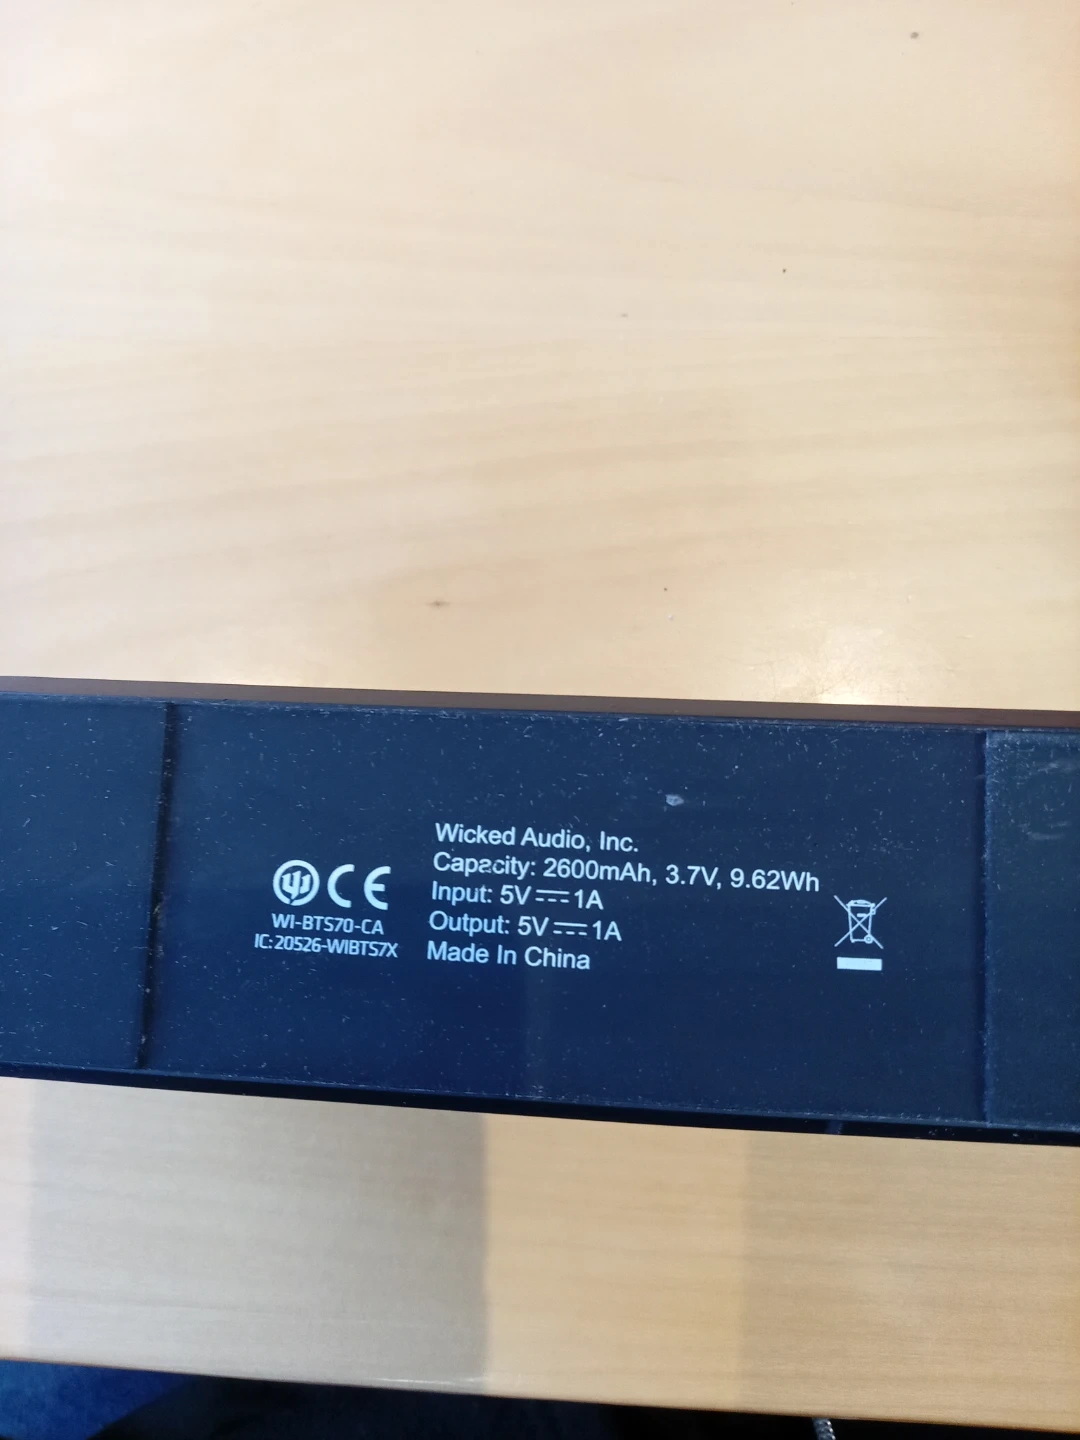 Wicked Audio, Inc.
Capacity: 2600mAh, 3.7V, 9.62Wh
Input: 5V⎓1A
Output: 5V⎓1A
Made In China
CE
WI-BTS70-CA
IC:20526-WIBTS7X